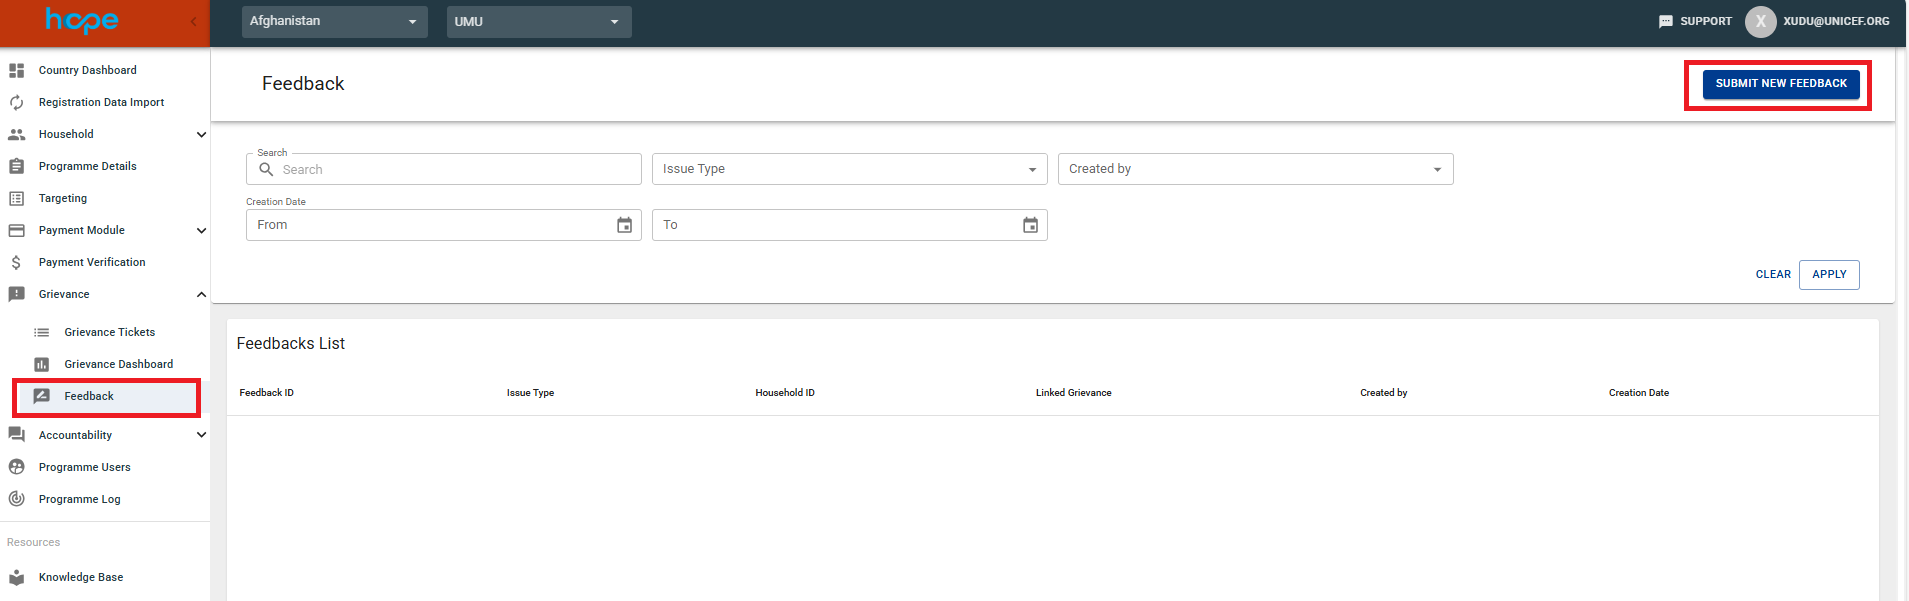 hope
Afghanistan
UMU
SUPPORT
X
XUDU@UNICEF.ORG
Country Dashboard
Registration Data Import
Household
Programme Details
Targeting
Payment Module
Payment Verification
Grievance
Grievance Tickets
Grievance Dashboard
Feedback
Accountability
Programme Users
Programme Log
Resources
Knowledge Base
Feedback
SUBMIT NEW FEEDBACK
Search
Search
Issue Type
Created by
Creation Date
From
To
CLEAR
APPLY
Feedbacks List
Feedback ID Issue Type Household ID Linked Grievance Created by Creation Date